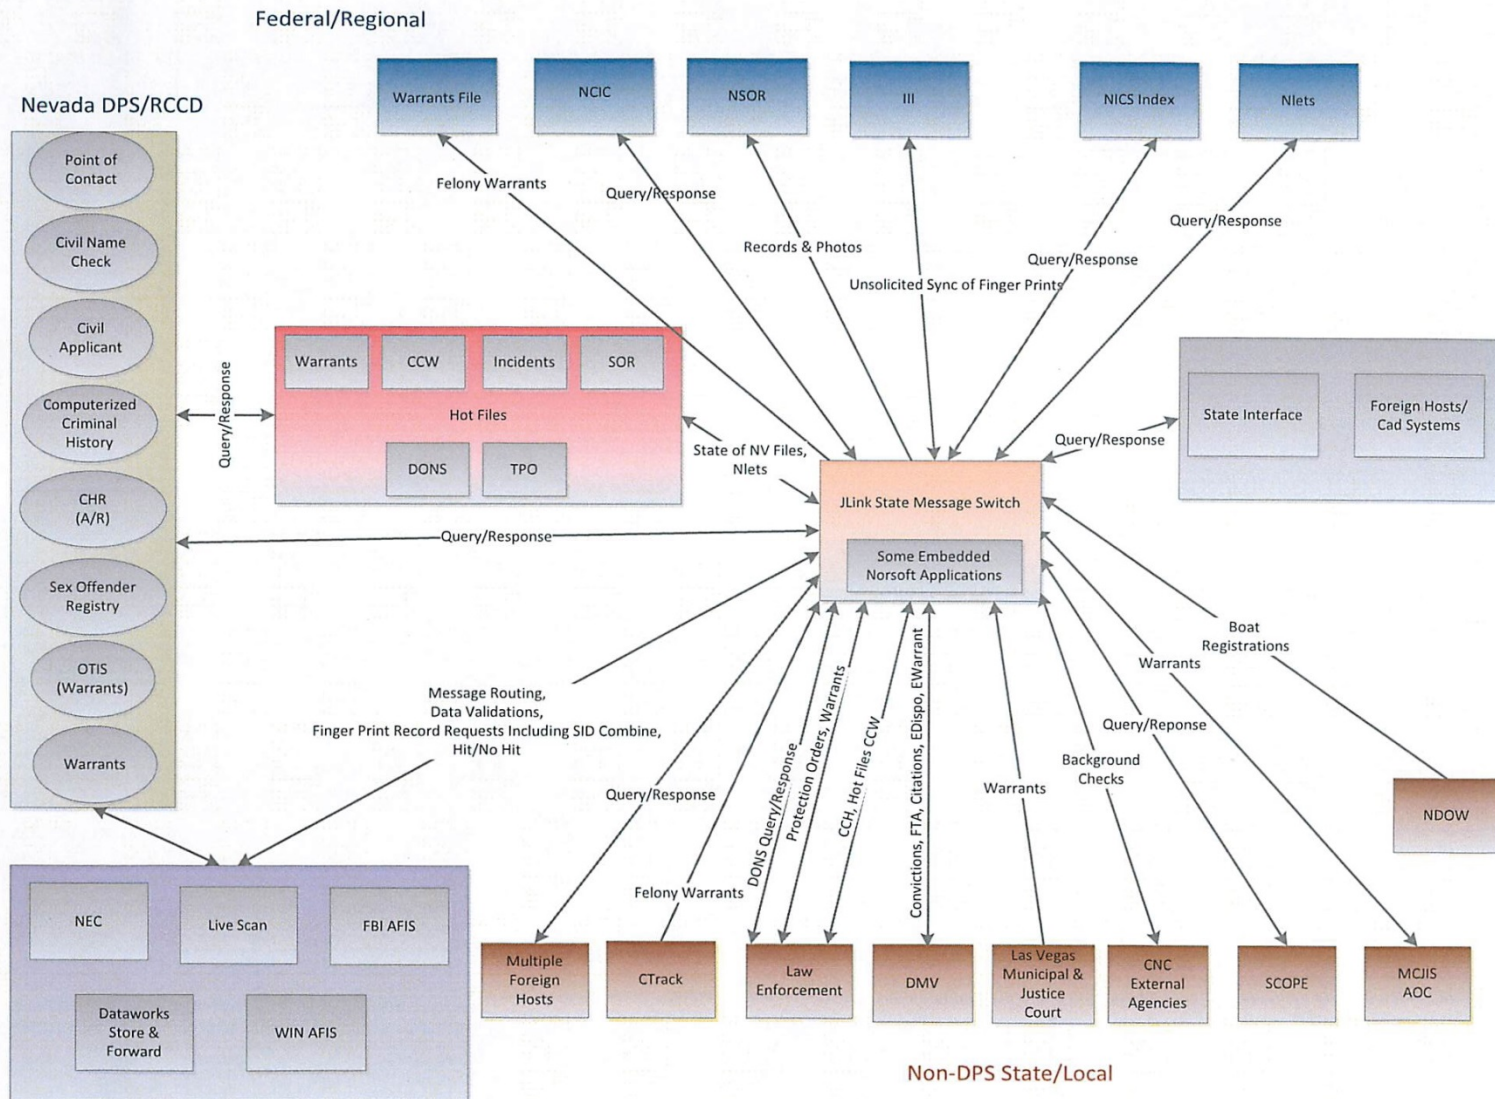 Federal/Regional
Warrants File
NCIC
NSOR
III
NICS Index
Nlets
Nevada DPS/RCCD
Point of
Contact
Civil Name
Check
Civil
Applicant
Computerized
Criminal
History
CHR
(A/R)
Sex Offender
Registry
OTIS
(Warrants)
Warrants
Felony Warrants
Query/Response
Records & Photos
Unsolicited Sync of Finger Prints
Query/Response
Query/Response
Query/Response
Warrants
CCW
Incidents
SOR
Hot Files
DONS
TPO
State of NV Files,
Nlets
Query/Response
State Interface
Foreign Hosts/
Cad Systems
JLink State Message Switch
Some Embedded
Norsoft Applications
Query/Response
Message Routing,
Data Validations,
Finger Print Record Requests Including SID Combine,
Hit/No Hit
Query/Response
Felony Warrants
DONS Query/Response
Protection Orders, Warrants
CCH, Hot Files CCW
Convictions, FTA, Citations, EDispo, EWarrant
Warrants
Background
Checks
Query/Reponse
Warrants
Boat
Registrations
NDOW
NEC
Live Scan
FBI AFIS
Dataworks
Store &
Forward
WIN AFIS
Multiple
Foreign
Hosts
CTrack
Law
Enforcement
DMV
Las Vegas
Municipal &
Justice
Court
CNC
External
Agencies
SCOPE
MCJIS
AOC
Non-DPS State/Local